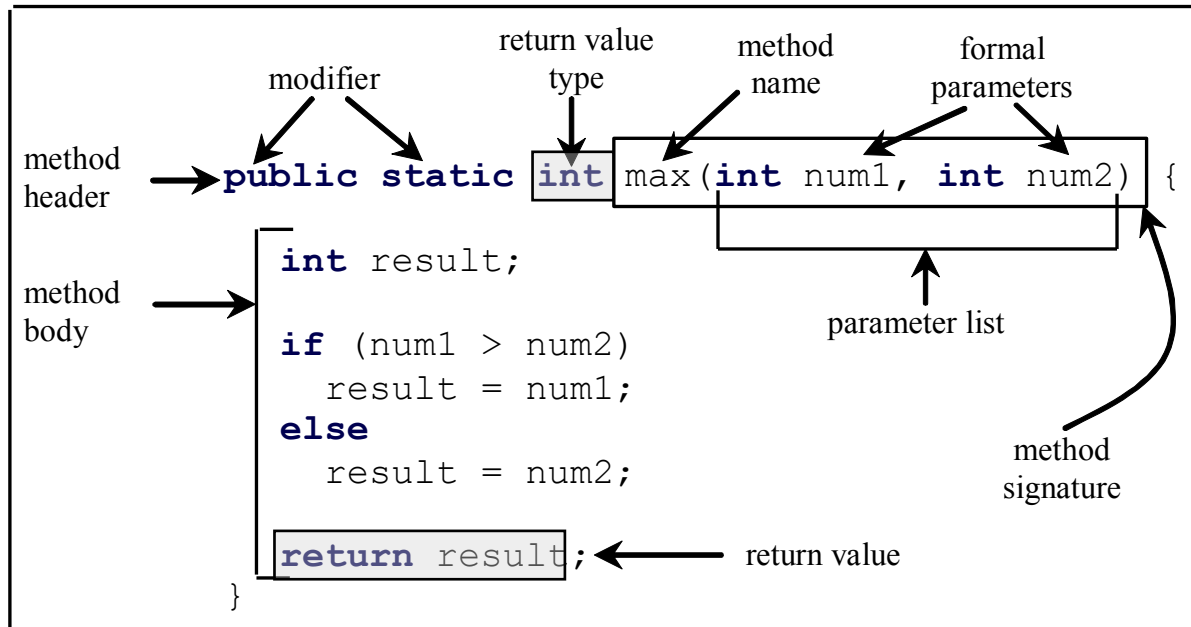 return value
type
method
name
formal
parameters
modifier
method
header
public static int max(int num1, int num2) {
method
body
int result;
parameter list
if (num1 > num2)
result = num1;
else
result = num2;
method
signature
return result;
return value
}